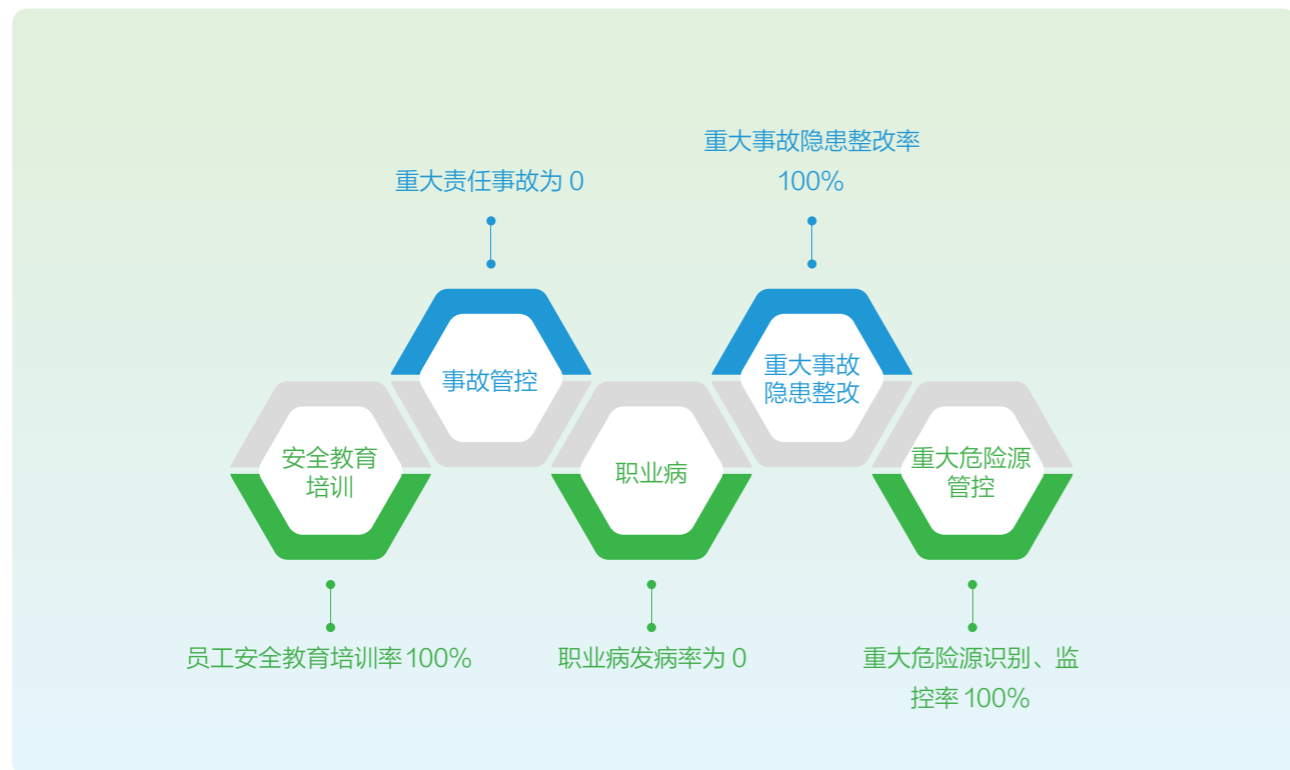 重大事故隐患整改率
100%
重大责任事故为 0
事故管控
重大事故
隐患整改
安全教育
培训
职业病
重大危险源
管控
员工安全教育培训率 100%
职业病发病率为 0
重大危险源识别、监
控率 100%